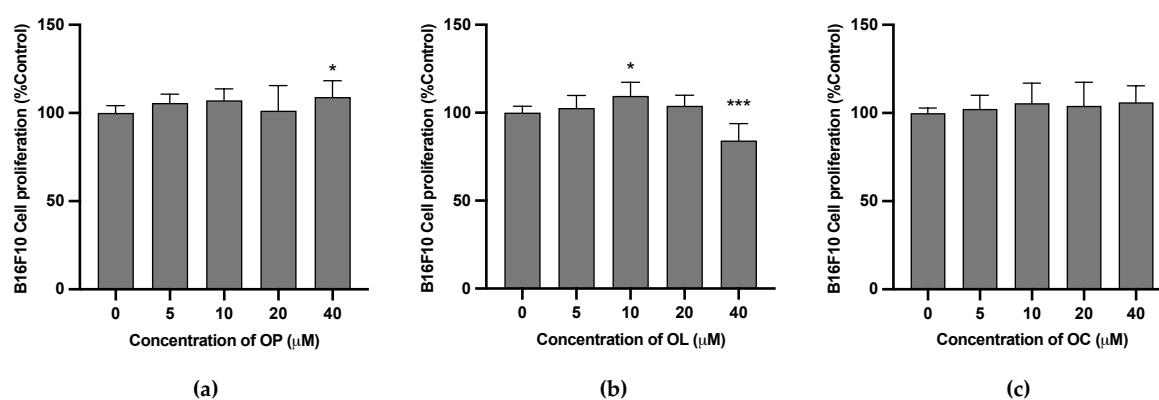 B16F10 Cell proliferation (%Control)
150
100
50
0
*
0 5 10 20 40
Concentration of OP (μM)
(a)
B16F10 Cell proliferation (%Control)
150
100
50
0
*
***
0 5 10 20 40
Concentration of OL (μM)
(b)
B16F10 Cell proliferation (%Control)
150
100
50
0
0 5 10 20 40
Concentration of OC (μM)
(c)